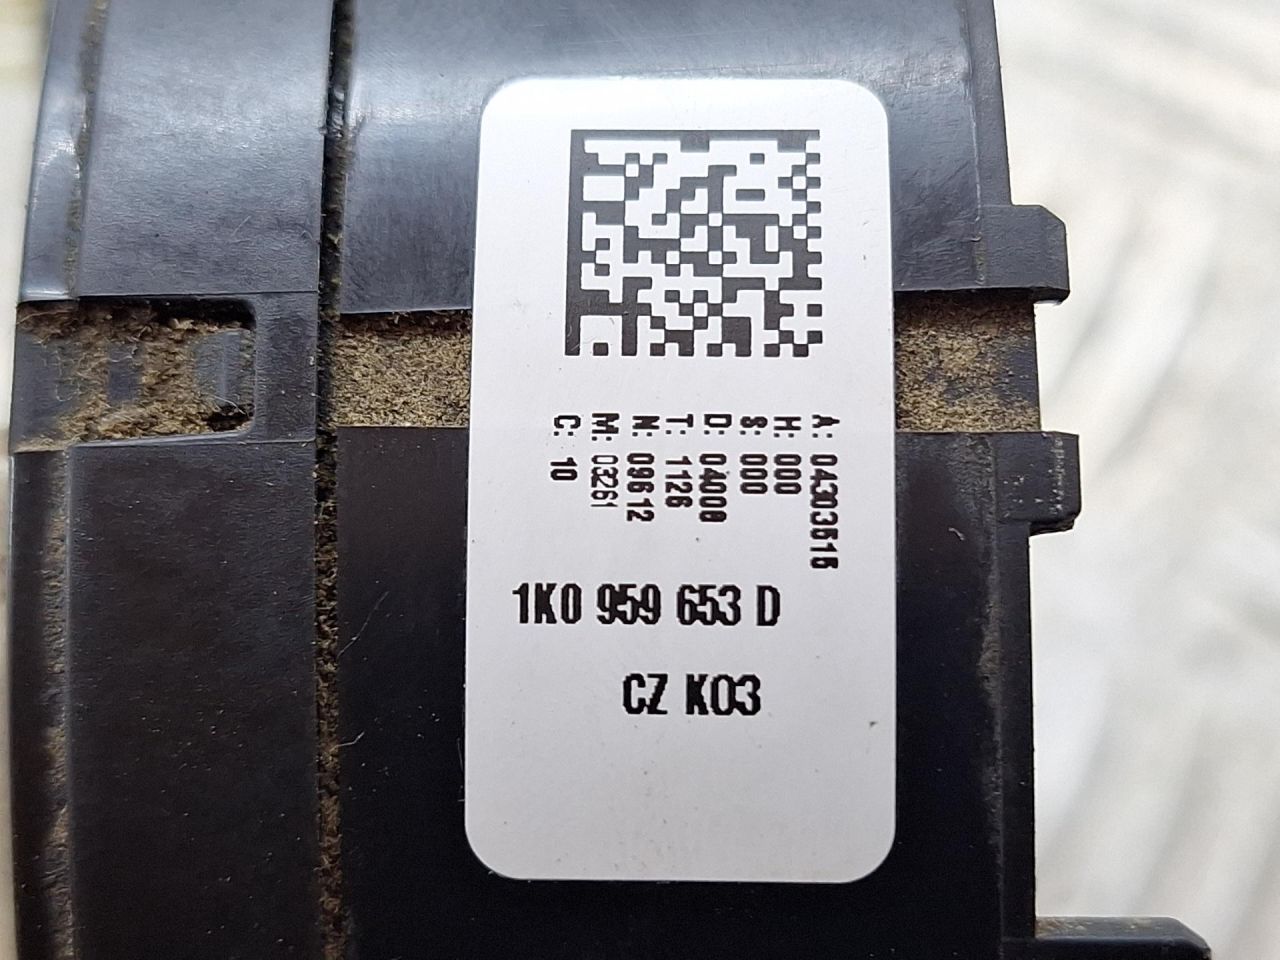 A: 04303515
H: 000
S: 000
D: 04008
T: 1126
N: 09612
M: 03261
C: 10
1K0 959 653 D
CZ K03